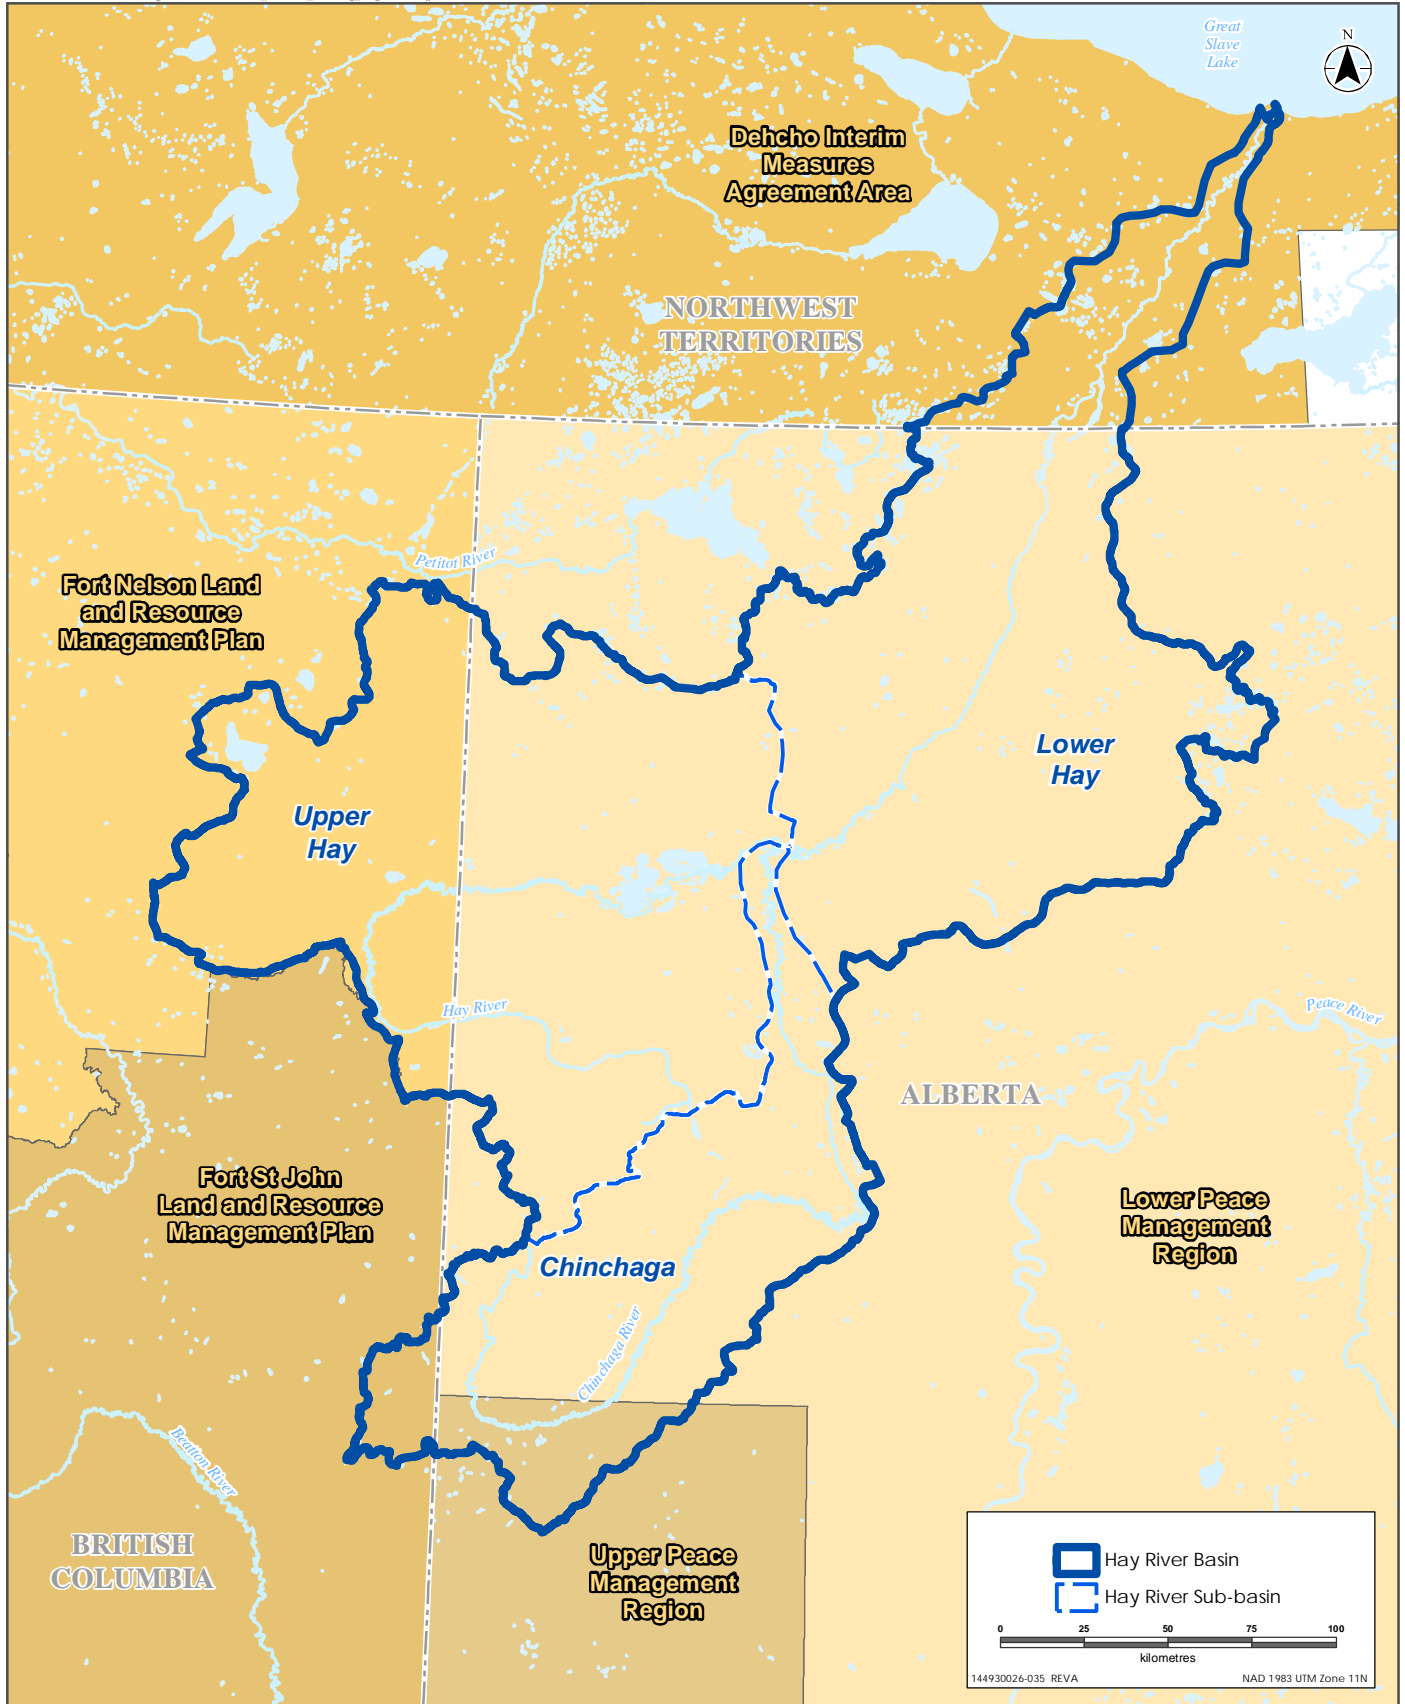 Great
Slave
Lake
N
Dehcho Interim
Measures
Agreement Area
NORTHWEST
TERRITORIES
Petitot River
Fort Nelson Land
and Resource
Management Plan
Lower
Hay
Upper
Hay
Hay River
Peace River
ALBERTA
Fort St John
Land and Resource
Management Plan
Lower Peace
Management
Region
Chinchaga
Chinchaga River
Beatton River
BRITISH
COLUMBIA
Upper Peace
Management
Region
Hay River Basin
Hay River Sub-basin
0 25 50 75 100
kilometres
144930026-035 REVA
NAD 1983 UTM Zone 11N